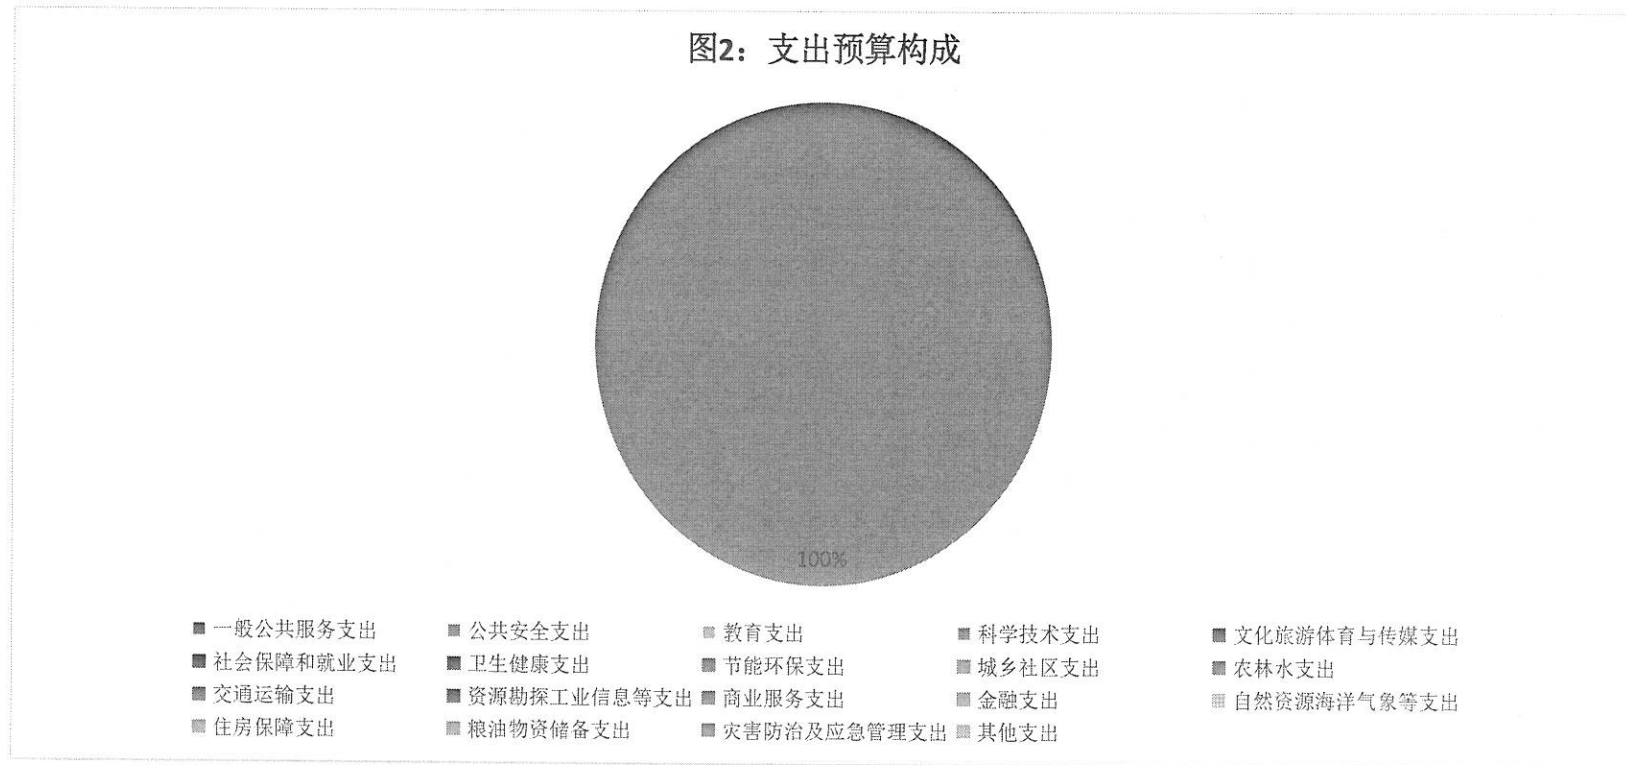 图2：支出预算构成
100%
一般公共服务支出 公共安全支出 教育支出 科学技术支出 文化旅游体育与传媒支出
社会保障和就业支出 卫生健康支出 节能环保支出 城乡社区支出 农林水支出
交通运输支出 资源勘探工业信息等支出 商业服务支出 金融支出 自然资源海洋气象等支出
住房保障支出 粮油物资储备支出 灾害防治及应急管理支出 其他支出